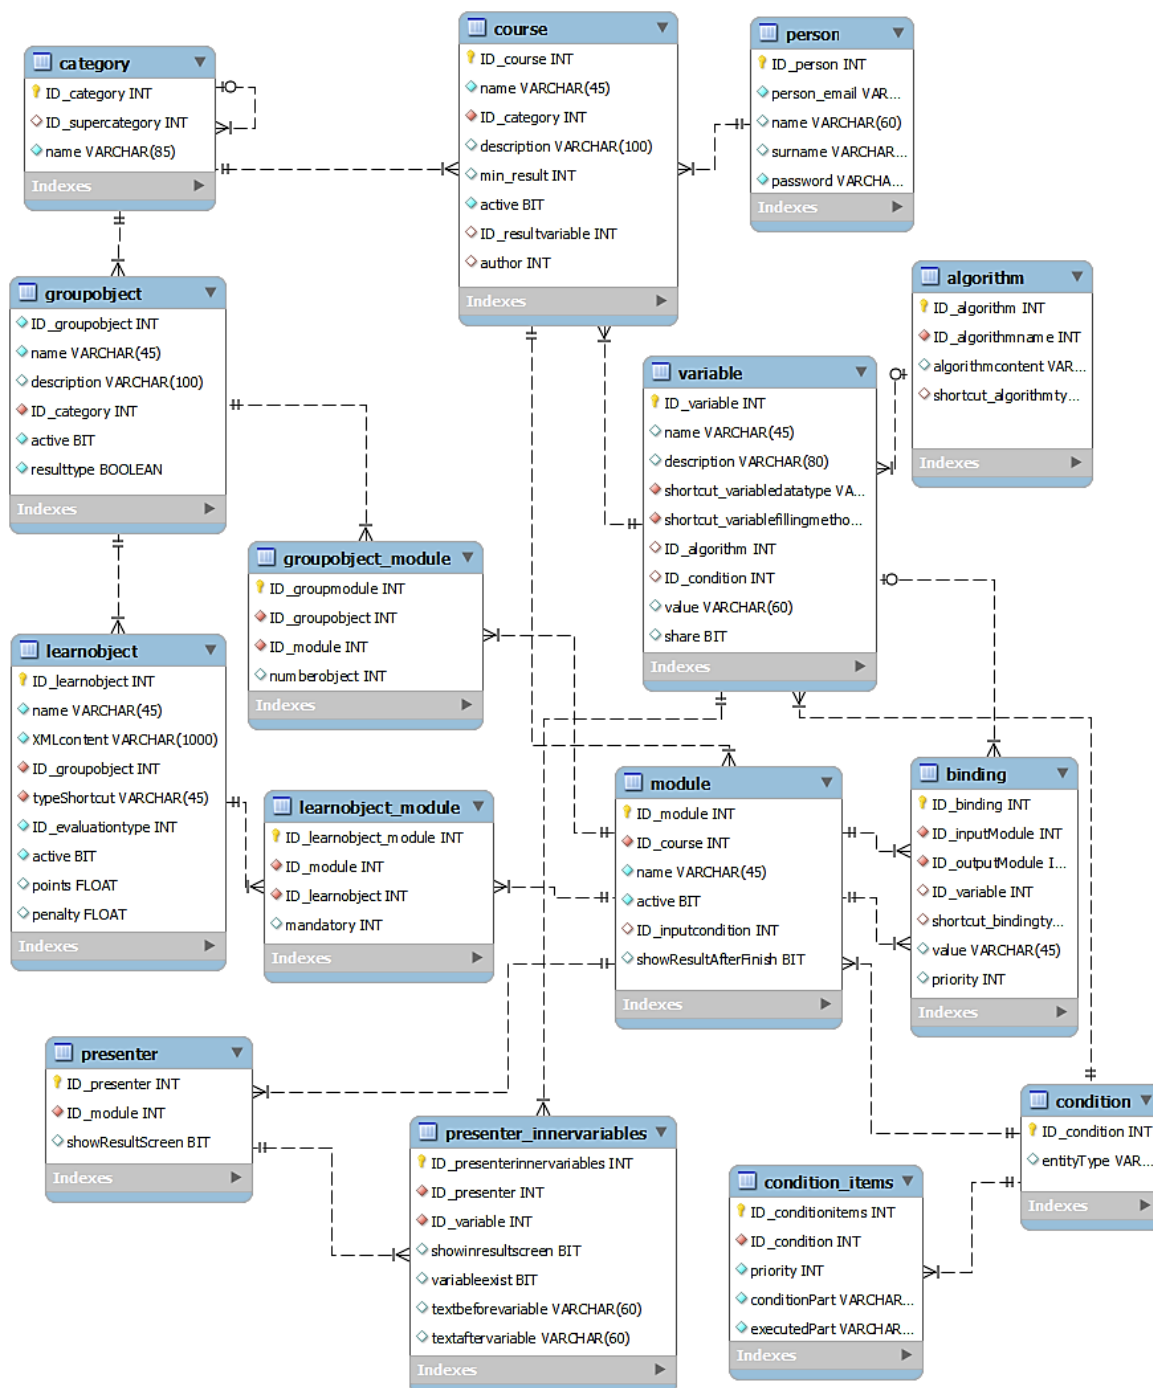 category
ID_category INT
ID_supercategory INT
name VARCHAR(85)
Indexes
course
ID_course INT
name VARCHAR(45)
ID_category INT
description VARCHAR(100)
min_result INT
active BIT
ID_resultvariable INT
author INT
Indexes
person
ID_person INT
person_email VAR...
name VARCHAR(60)
surname VARCHAR...
password VARCHA...
Indexes
groupobject
ID_groupobject INT
name VARCHAR(45)
description VARCHAR(100)
ID_category INT
active BIT
resulttype BOOLEAN
Indexes
algorithm
ID_algorithm INT
ID_algorithmname INT
algorithmcontent VAR...
shortcut_algorithmty...
Indexes
variable
ID_variable INT
name VARCHAR(45)
description VARCHAR(80)
shortcut_variabledatatype VA...
shortcut_variablefillingmetho...
ID_algorithm INT
ID_condition INT
value VARCHAR(60)
share BIT
Indexes
groupobject_module
ID_groupmodule INT
ID_groupobject INT
ID_module INT
numberobject INT
Indexes
learnobject
ID_learnobject INT
name VARCHAR(45)
XMLcontent VARCHAR(1000)
ID_groupobject INT
typeShortcut VARCHAR(45)
ID_evaluationtype INT
active BIT
points FLOAT
penalty FLOAT
Indexes
learnobject_module
ID_learnobject_module INT
ID_module INT
ID_learnobject INT
mandatory INT
Indexes
module
ID_module INT
ID_course INT
name VARCHAR(45)
active BIT
ID_inputcondition INT
showResultAfterFinish BIT
Indexes
binding
ID_binding INT
ID_inputModule INT
ID_outputModule I...
ID_variable INT
shortcut_bindingty...
value VARCHAR(45)
priority INT
Indexes
presenter
ID_presenter INT
ID_module INT
showResultScreen BIT
Indexes
presenter_innervariables
ID_presenterinnervariables INT
ID_presenter INT
ID_variable INT
showinresultscreen BIT
variableexist BIT
textbeforevariable VARCHAR(60)
textaftervariable VARCHAR(60)
Indexes
condition_items
ID_conditionitems INT
ID_condition INT
priority INT
conditionPart VARCHAR...
executedPart VARCHAR...
Indexes
condition
ID_condition INT
entityType VAR...
Indexes